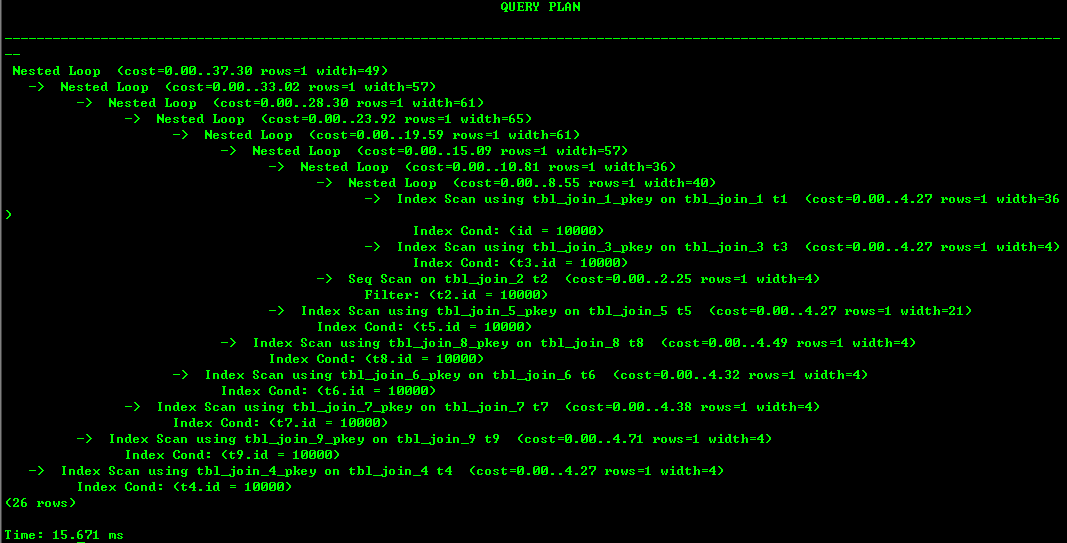 QUERY PLAN
------------------------------------------------------------------------------------------------------------------------------------
--
Nested Loop  (cost=0.00..37.30 rows=1 width=49)
  ->  Nested Loop  (cost=0.00..33.02 rows=1 width=57)
        ->  Nested Loop  (cost=0.00..28.30 rows=1 width=61)
              ->  Nested Loop  (cost=0.00..23.92 rows=1 width=65)
                    ->  Nested Loop  (cost=0.00..19.59 rows=1 width=61)
                          ->  Nested Loop  (cost=0.00..15.09 rows=1 width=57)
                                ->  Nested Loop  (cost=0.00..10.81 rows=1 width=36)
                                      ->  Nested Loop  (cost=0.00..8.55 rows=1 width=40)
                                            ->  Index Scan using tbl_join_1_pkey on tbl_join_1 t1  (cost=0.00..4.27 rows=1 width=36
)
                                                  Index Cond: (id = 10000)
                                            ->  Index Scan using tbl_join_3_pkey on tbl_join_3 t3  (cost=0.00..4.27 rows=1 width=4)
                                                  Index Cond: (t3.id = 10000)
                                      ->  Seq Scan on tbl_join_2 t2  (cost=0.00..2.25 rows=1 width=4)
                                            Filter: (t2.id = 10000)
                                ->  Index Scan using tbl_join_5_pkey on tbl_join_5 t5  (cost=0.00..4.27 rows=1 width=21)
                                      Index Cond: (t5.id = 10000)
                          ->  Index Scan using tbl_join_8_pkey on tbl_join_8 t8  (cost=0.00..4.49 rows=1 width=4)
                                Index Cond: (t8.id = 10000)
                    ->  Index Scan using tbl_join_6_pkey on tbl_join_6 t6  (cost=0.00..4.32 rows=1 width=4)
                          Index Cond: (t6.id = 10000)
              ->  Index Scan using tbl_join_7_pkey on tbl_join_7 t7  (cost=0.00..4.38 rows=1 width=4)
                    Index Cond: (t7.id = 10000)
        ->  Index Scan using tbl_join_9_pkey on tbl_join_9 t9  (cost=0.00..4.71 rows=1 width=4)
              Index Cond: (t9.id = 10000)
  ->  Index Scan using tbl_join_4_pkey on tbl_join_4 t4  (cost=0.00..4.27 rows=1 width=4)
        Index Cond: (t4.id = 10000)
(26 rows)
Time: 15.671 ms